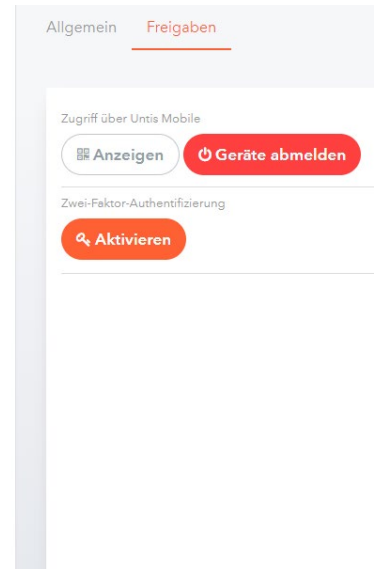 Allgemein Freigaben
Zugriff über Untis Mobile
Anzeigen Geräte abmelden
Zwei-Faktor-Authentifizierung
Aktivieren